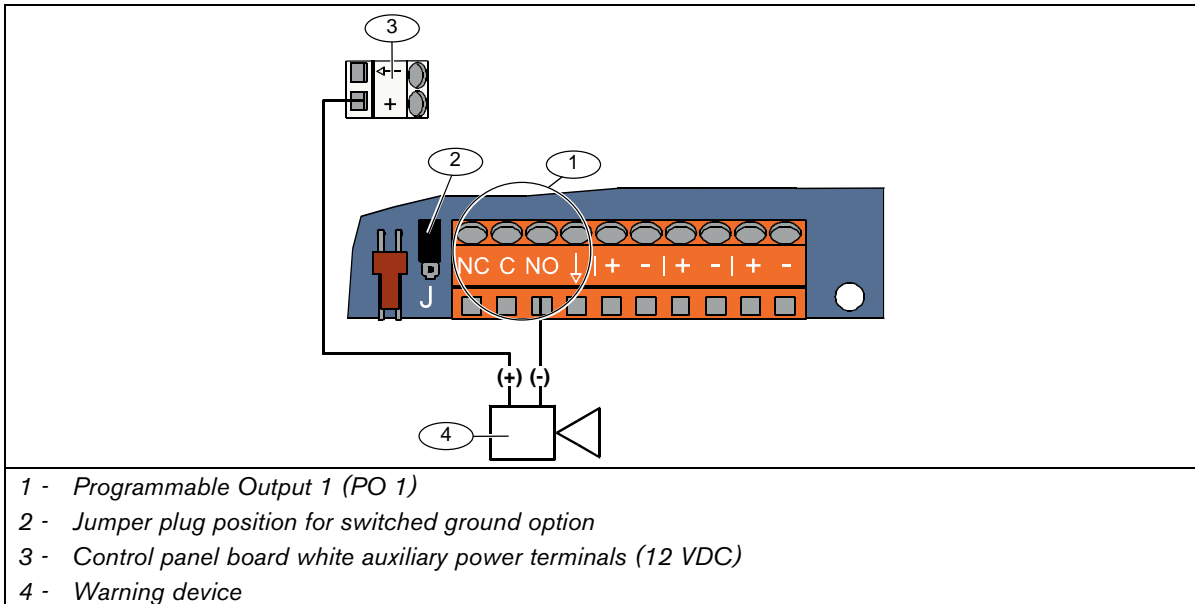 3
+
2
1
NC C NO | + - | + - | + -
J
(+) (-)
4
1 - Programmable Output 1 (PO 1)
2 - Jumper plug position for switched ground option
3 - Control panel board white auxiliary power terminals (12 VDC)
4 - Warning device